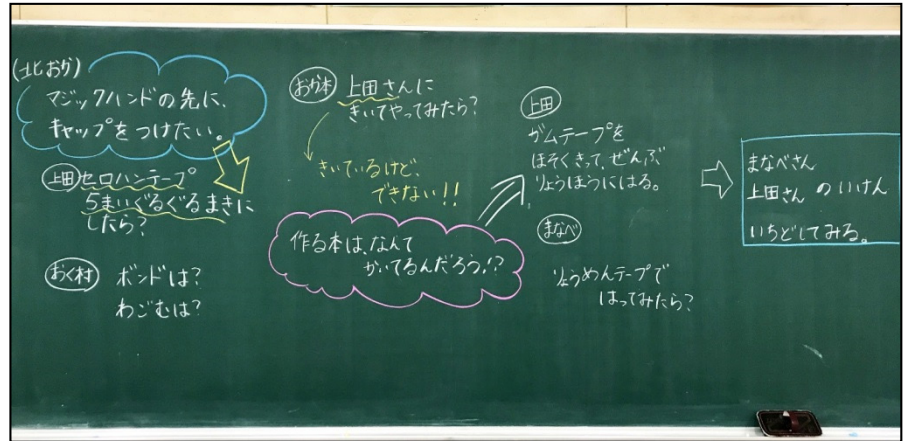 (北おか)
マジックハンドの先に、
キャップをつけたい。
上田 セロハンテープ
5まいぐるぐるまきに
したら?
おく村 ボンドは?
わごむは?
おか本 上田さんに
きいてやってみたら?
きいているけど、
できない!!
作る本は、なんて
かいてるんだろう!?
上田
ガムテープを
ほそくきって、ぜんぶ
りょうほうにはる。
まなべ
りょうめんテープで
はってみたら?
まなべさん
上田さん のいけん
いちどしてみる。